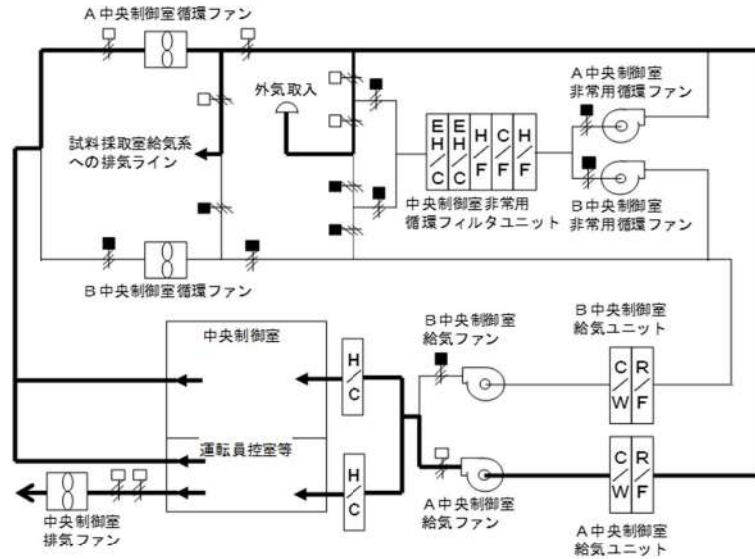 A中央制御室循環ファン
外気取入
A中央制御室
非常用循環ファン
試料採取室給気系
への排気ライン
EH/C
EH/C
H/F
C/F
H/F
中央制御室非常用
循環フィルタユニット
B中央制御室
非常用循環ファン
B中央制御室循環ファン
中央制御室
H/C
B中央制御室
給気ファン
B中央制御室
給気ユニット
C/W
R/F
運転員控室等
H/C
C/W
R/F
中央制御室
排気ファン
A中央制御室
給気ファン
A中央制御室
給気ユニット